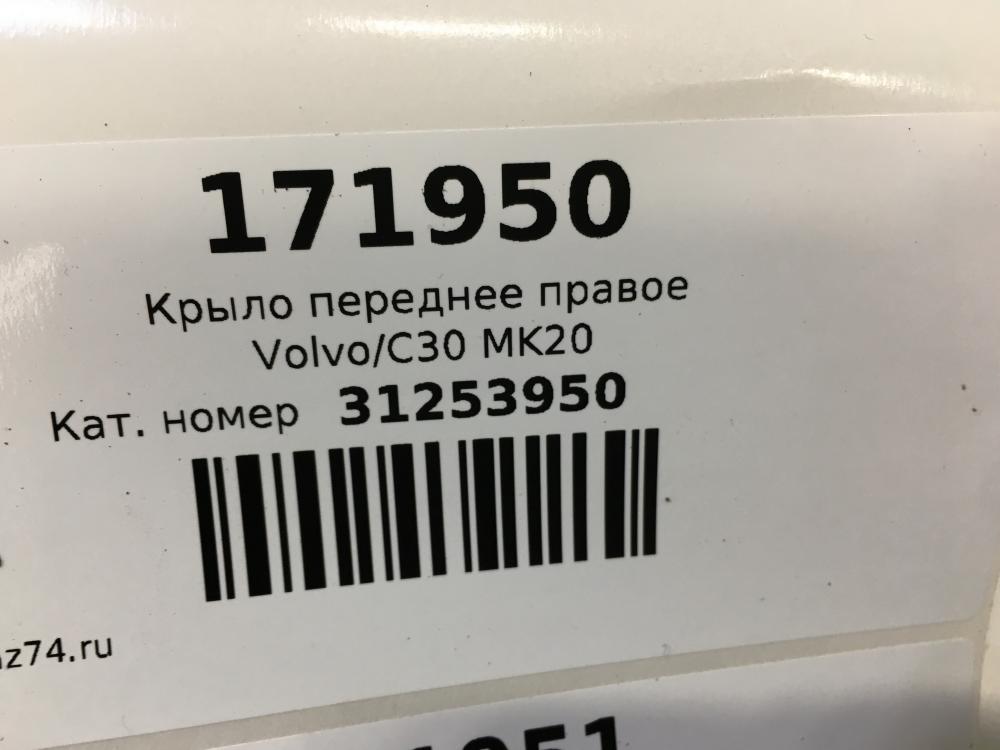 171950
Крыло переднее правое
Volvo/C30 MK20
Кат. номер 31253950
z74.ru